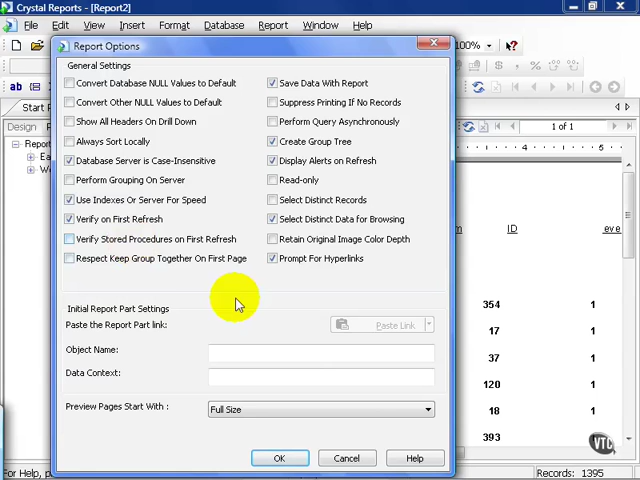 Crystal Reports - [Report2]
File Edit View Insert Format Database Report Window Help
100%
ab
Start
Design
1 of 1
Report Options
General Settings
Convert Database NULL Values to Default
Save Data With Report
Convert Other NULL Values to Default
Suppress Printing If No Records
Show All Headers On Drill Down
Perform Query Asynchronously
Always Sort Locally
Create Group Tree
Database Server is Case-Insensitive
Display Alerts on Refresh
Perform Grouping On Server
Read-only
Use Indexes Or Server For Speed
Select Distinct Records
Verify on First Refresh
Select Distinct Data for Browsing
Verify Stored Procedures on First Refresh
Retain Original Image Color Depth
Respect Keep Group Together On First Page
Prompt For Hyperlinks
Initial Report Part Settings
Paste the Report Part link:
Paste Link
Object Name:
Data Context:
Preview Pages Start With :
Full Size
OK Cancel Help
4 5
ID
354 1
17 1
37 1
120 1
18 1
393
VTC
For Help,
Records: 1395